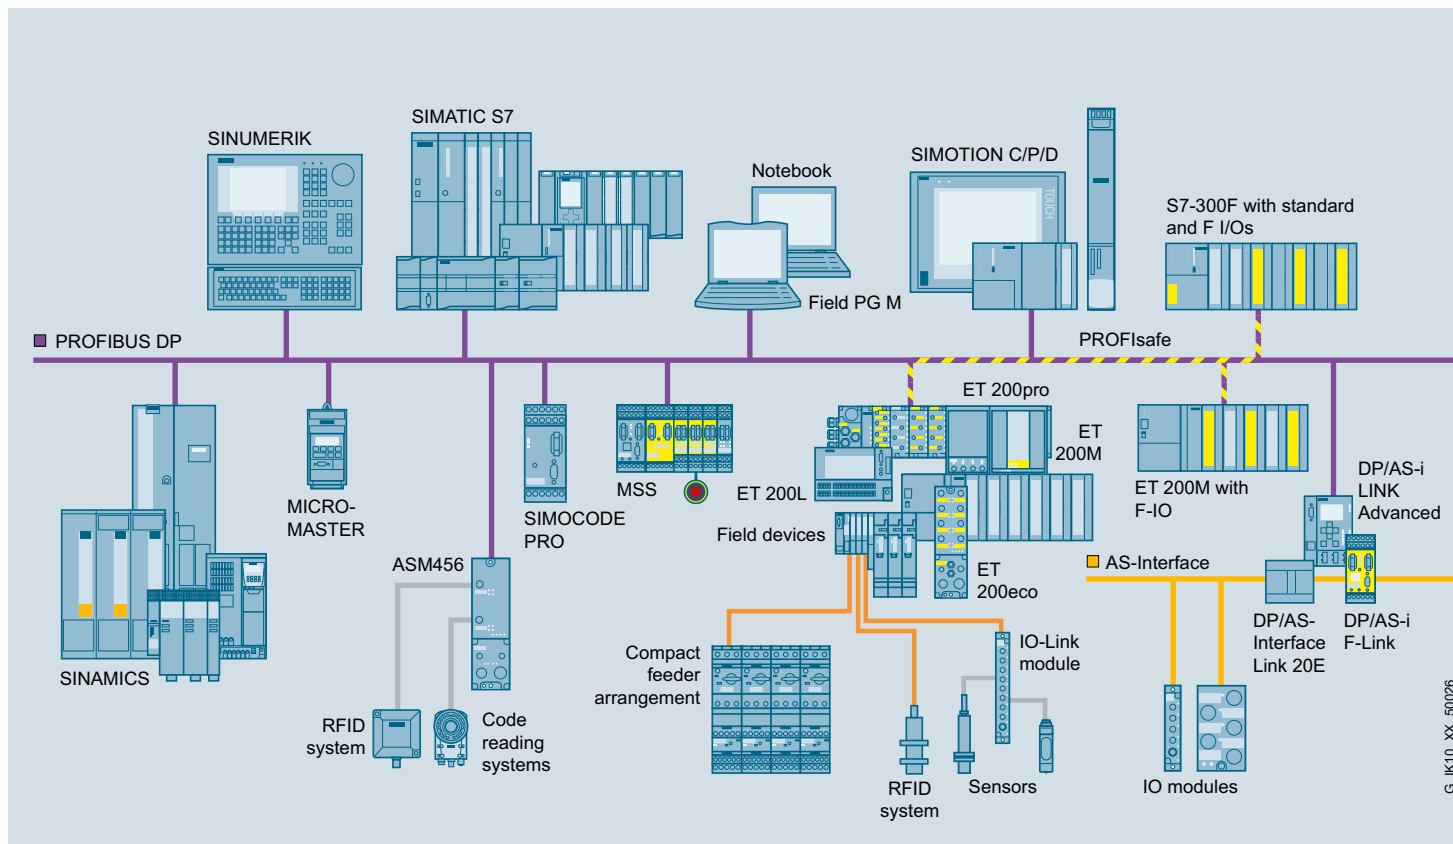 SIMATIC S7
SINUMERIK
Notebook
SIMOTION C/P/D
TOUCH
S7-300F with standard
and F I/Os
Field PG M
PROFIBUS DP
PROFIsafe
ET 200pro
ET
200M
ET 200L
MSS
MICRO-
MASTER
SIMOCODE
PRO
ET 200M with
F-IO
DP/AS-i
LINK
Advanced
Field devices
ASM456
ET
200eco
AS-Interface
DP/AS-
Interface
Link 20E
DP/AS-i
F-Link
IO-Link
module
Compact
feeder
arrangement
SINAMICS
RFID
system
Code
reading
systems
RFID
system
Sensors
IO modules
G_IK10_XX_50026